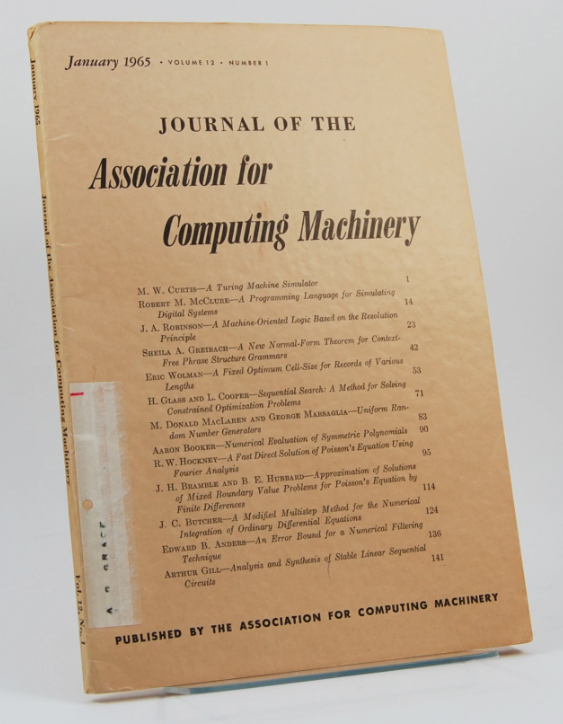 January 1965 • VOLUME 12 • NUMBER 1
JOURNAL OF THE
Association for
Computing Machinery
M. W. CURTIS—A Turing Machine Simulator 1
ROBERT M. MCCLURE—A Programming Language for Simulating
Digital Systems 14
J. A. ROBINSON—A Machine-Oriented Logic Based on the Resolution
Principle 23
SHEILA A. GREIBACH—A New Normal-Form Theorem for Context-
Free Phrase Structure Grammars 42
ERIC WOLMAN—A Fixed Optimum Cell-Size for Records of Various
Lengths 53
H. GLASS AND L. COOPER—Sequential Search: A Method for Solving
Constrained Optimization Problems 71
M. DONALD MACLAREN AND GEORGE MARSAGLIA—Uniform Ran-
dom Number Generators 83
AARON BOOKER—Numerical Evaluation of Symmetric Polynomials 90
R. W. HOCKNEY—A Fast Direct Solution of Poisson's Equation Using
Fourier Analysis 95
J. H. BRAMBLE AND B. E. HUBBARD—Approximation of Solutions
of Mixed Boundary Value Problems for Poisson's Equation by
Finite Differences 114
J. C. BUTCHER—A Modified Multistep Method for the Numerical
Integration of Ordinary Differential Equations 124
EDWARD B. ANDERS—An Error Bound for a Numerical Filtering
Technique 136
ARTHUR GILL—Analysis and Synthesis of Stable Linear Sequential
Circuits 141
PUBLISHED BY THE ASSOCIATION FOR COMPUTING MACHINERY
January 1965
Journal of the Association for Computing Machinery
Vol. 12, No. 1